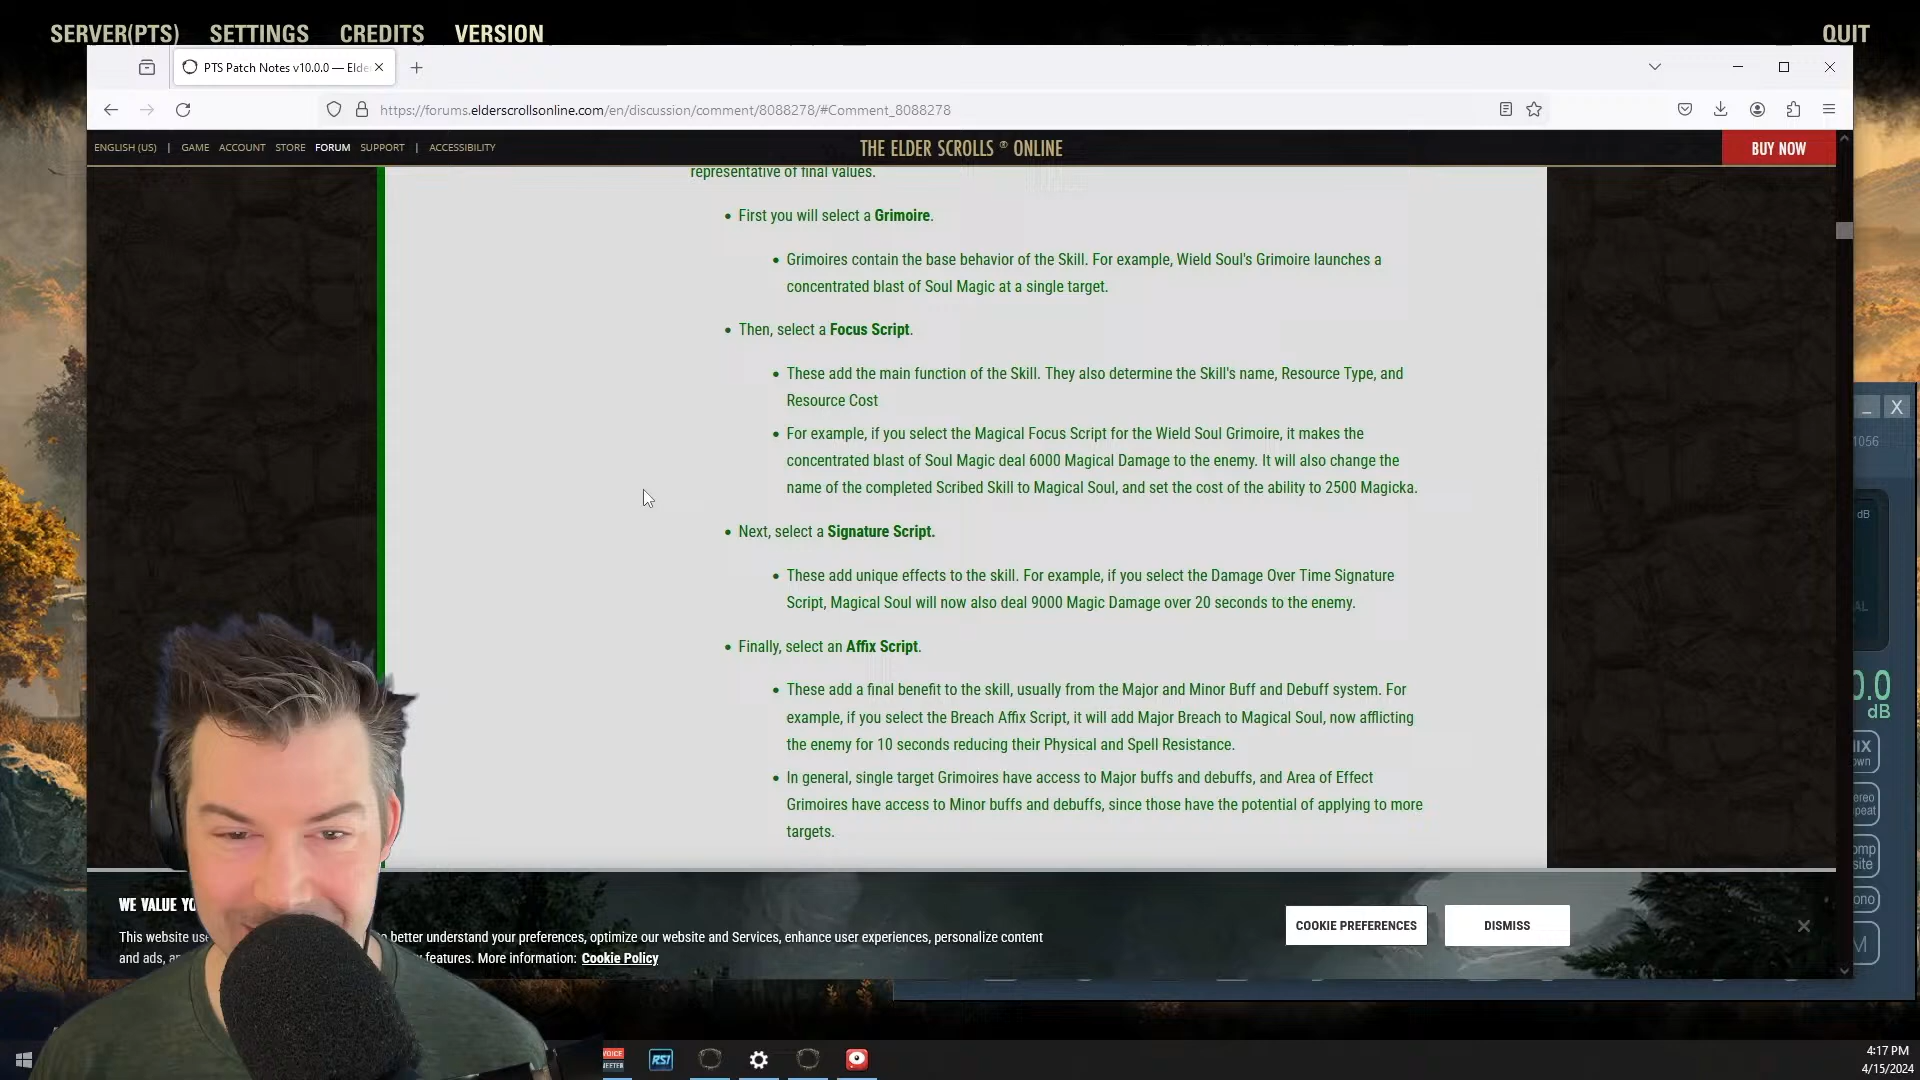 SERVER(PTS) SETTINGS CREDITS VERSION QUIT
PTS Patch Notes v10.0.0 — Elde
https://forums.elderscrollsonline.com/en/discussion/comment/8088278/#Comment_8088278
ENGLISH (US) | GAME ACCOUNT STORE FORUM SUPPORT | ACCESSIBILITY
THE ELDER SCROLLS ® ONLINE
BUY NOW
representative of final values.
• First you will select a Grimoire.
• Grimoires contain the base behavior of the Skill. For example, Wield Soul's Grimoire launches a
concentrated blast of Soul Magic at a single target.
• Then, select a Focus Script.
• These add the main function of the Skill. They also determine the Skill's name, Resource Type, and
Resource Cost
• For example, if you select the Magical Focus Script for the Wield Soul Grimoire, it makes the
concentrated blast of Soul Magic deal 6000 Magical Damage to the enemy. It will also change the
name of the completed Scribed Skill to Magical Soul, and set the cost of the ability to 2500 Magicka.
• Next, select a Signature Script.
• These add unique effects to the skill. For example, if you select the Damage Over Time Signature
Script, Magical Soul will now also deal 9000 Magic Damage over 20 seconds to the enemy.
• Finally, select an Affix Script.
• These add a final benefit to the skill, usually from the Major and Minor Buff and Debuff system. For
example, if you select the Breach Affix Script, it will add Major Breach to Magical Soul, now afflicting
the enemy for 10 seconds reducing their Physical and Spell Resistance.
• In general, single target Grimoires have access to Major buffs and debuffs, and Area of Effect
Grimoires have access to Minor buffs and debuffs, since those have the potential of applying to more
targets.
WE VALUE YO
This website use
o better understand your preferences, optimize our website and Services, enhance user experiences, personalize content
and ads, a
features. More information: Cookie Policy
COOKIE PREFERENCES
DISMISS
X
1056
dB
0.0
dB
VOICE
MEETER
RS1
4:17 PM
4/15/2024